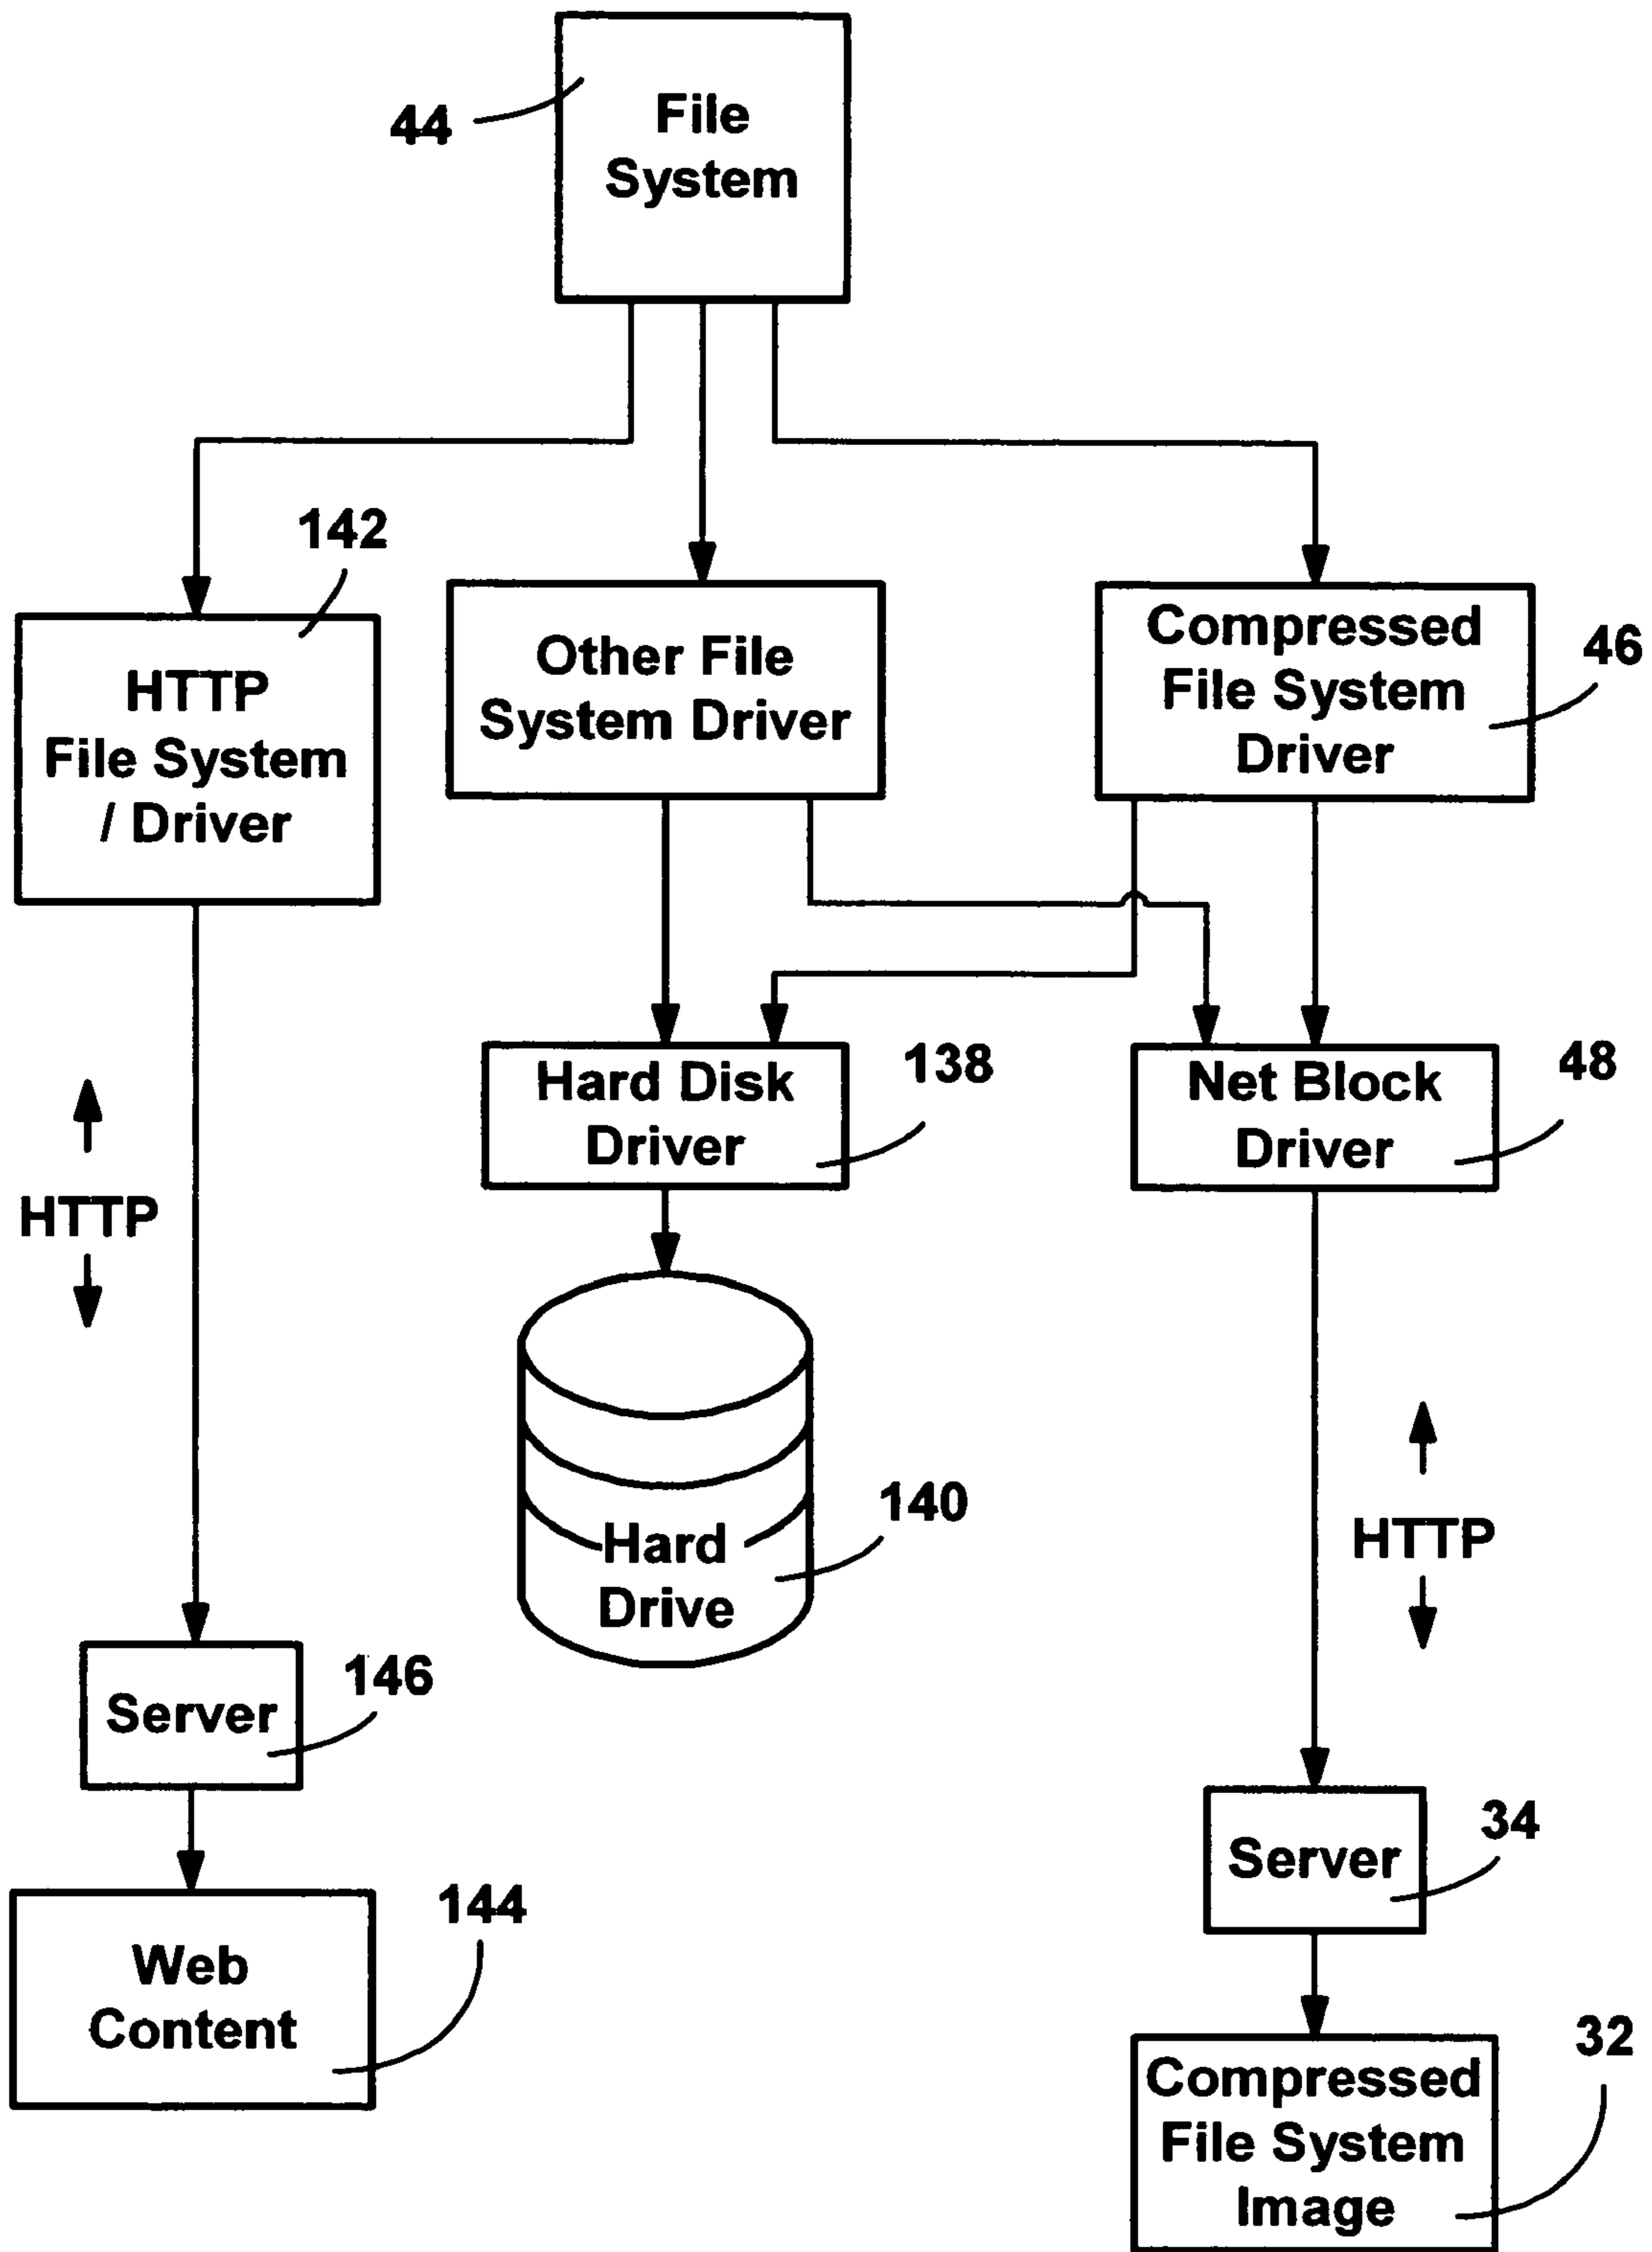 44
File
System
142
HTTP
File System
/ Driver
Other File
System Driver
Compressed
File System
Driver
46
HTTP
Hard Disk
Driver
138
Net Block
Driver
48
Hard
Drive
140
HTTP
Server
146
Server
34
Web
Content
144
Compressed
File System
Image
32